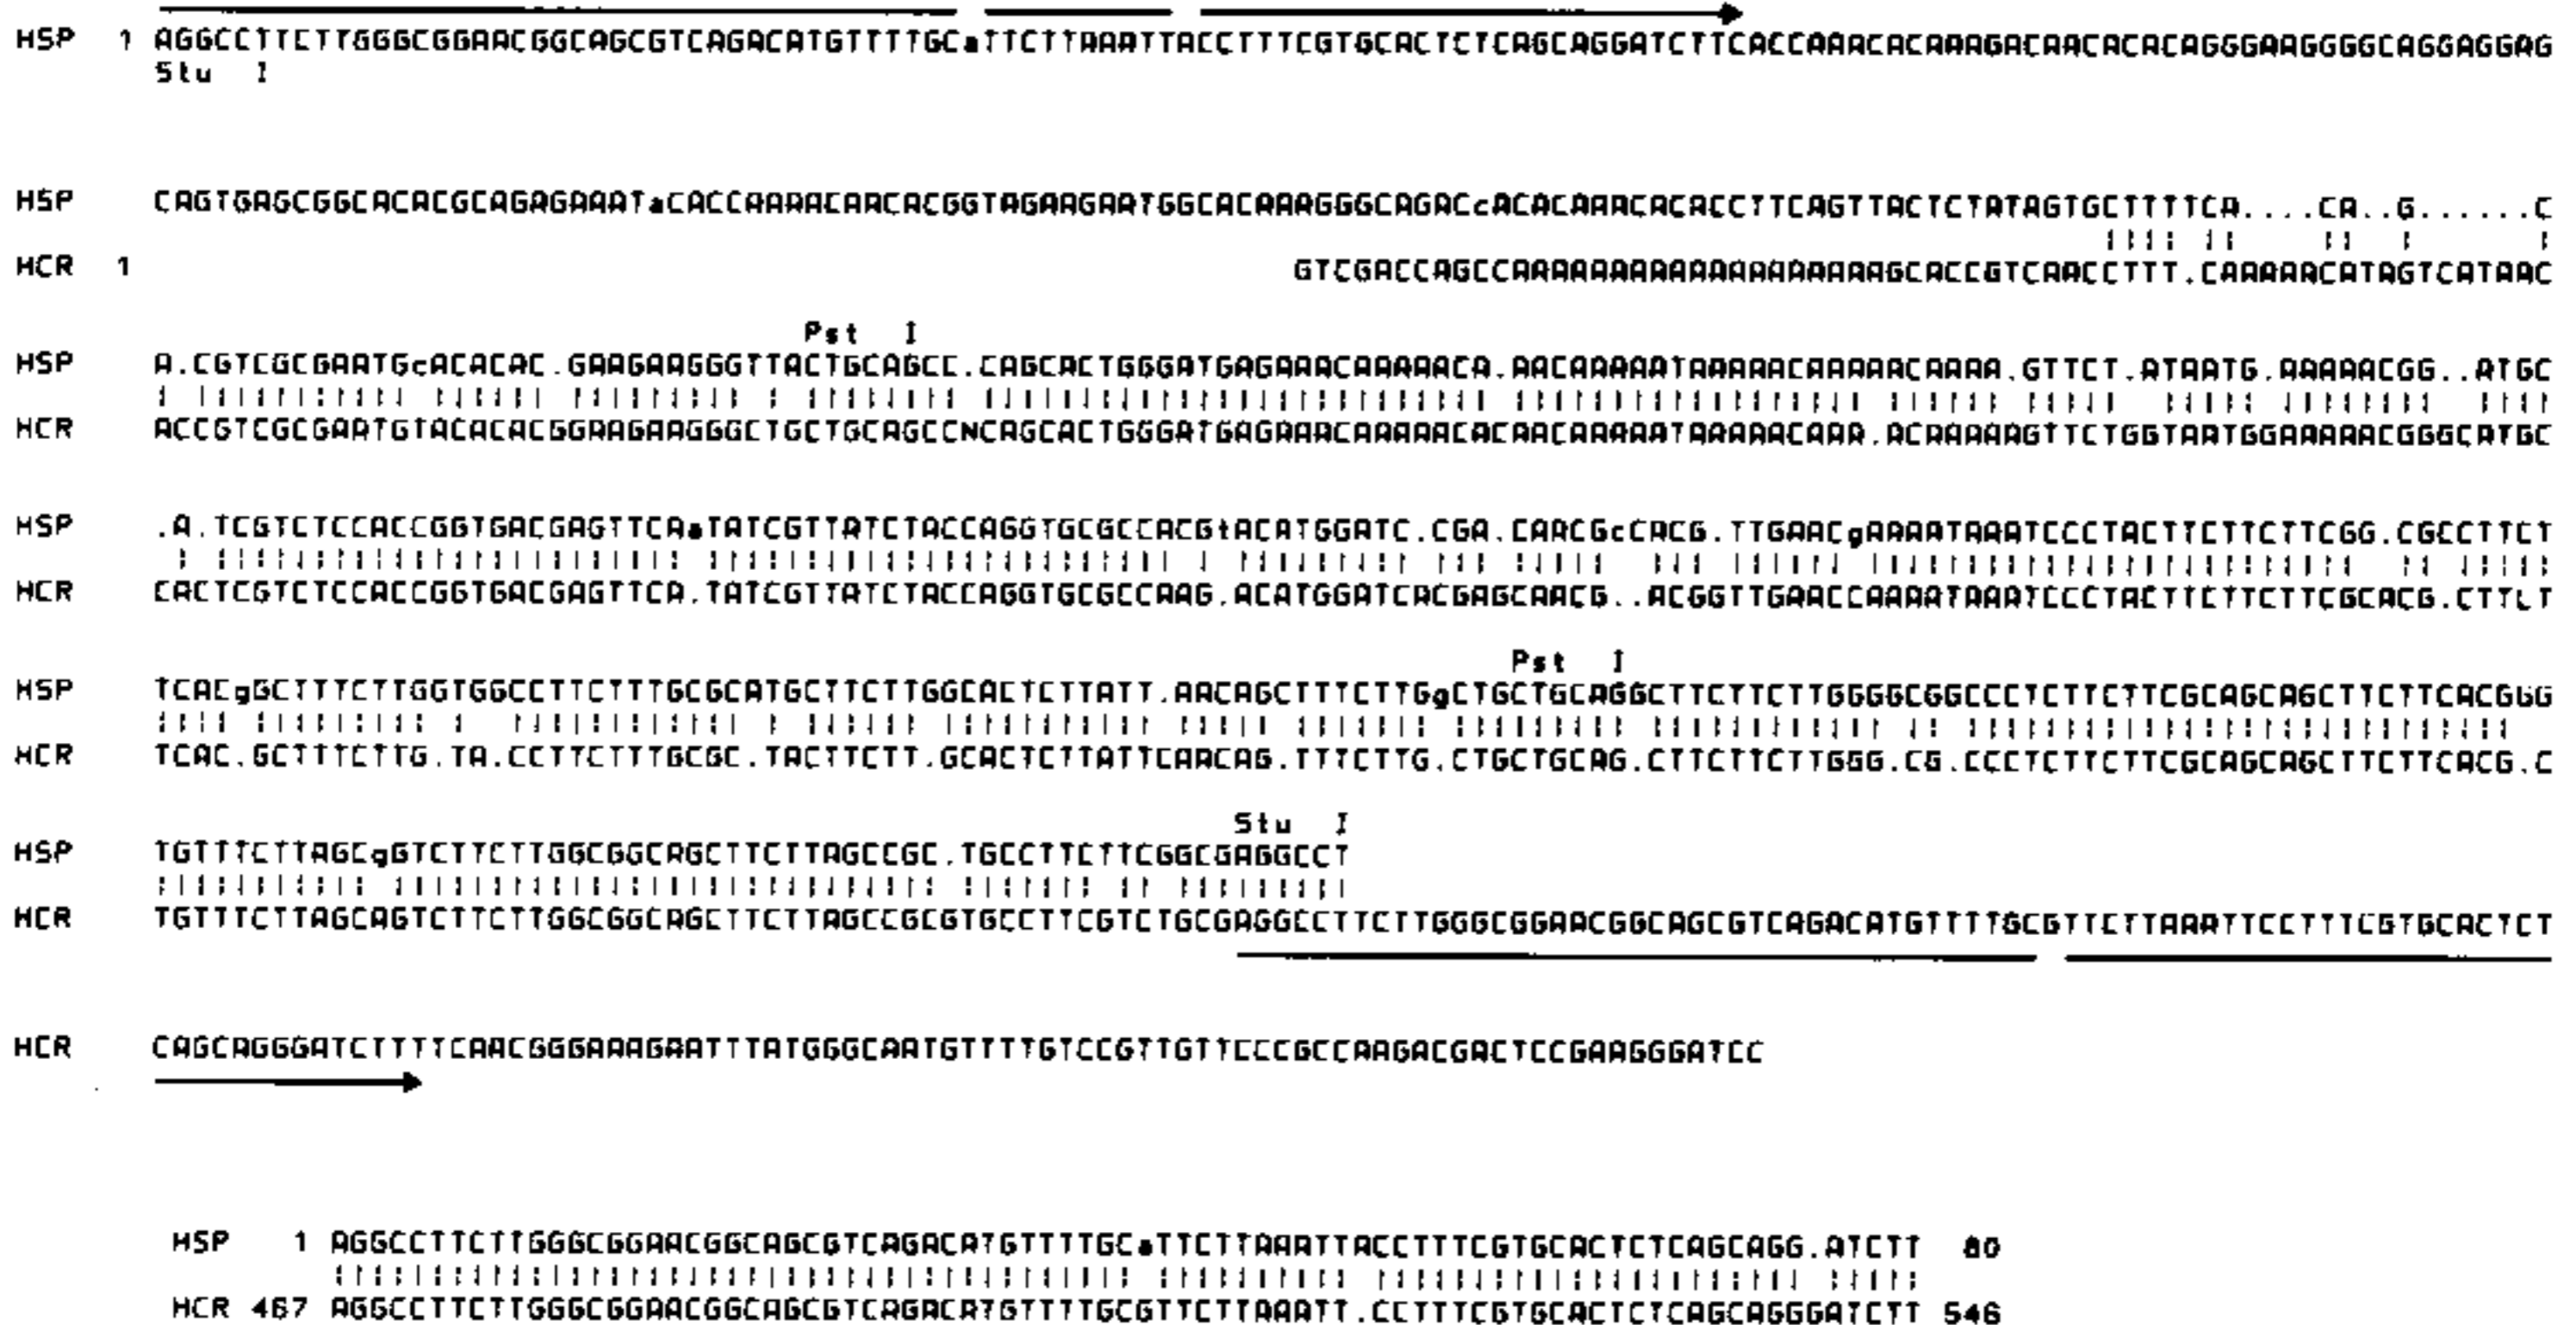 HSP 1 AGGCCTTCTTGGGCGGAACGGCAGCGTCAGACATGTTTTGCaTTCTTAAATTACCTTTCGTGCACTCTCAGCAGGATCTTCACCAAACACAAAGACAACACACAGGGAAGGGGCAGGAGGAG
Stu I
HSP CAGTGAGCGGCACACGCAGAGAAATaCACCAAAACAACACGGTAGAAGAATGGCACAAAGGGCAGACcACACAAACACACCTTCAGTTACTCTATAGTGCTTTTCA....CA..G......C
HCR 1 GTCGACCAGCCAAAAAAAAAAAAAAAAAAAGCACCGTCAACCTTT.CAAAAACATAGTCATAAC
Pst I
HSP A.CGTCGCGAATGcACACAC.GAAGAAGGGTTACTGCAGCC.CAGCACTGGGATGAGAAACAAAAACA.AACAAAAATAAAAACAAAAACAAAA.GTTCT.ATAATG.AAAAACGG..ATGC
HCR ACCGTCGCGAATGTACACACGGAAGAAGGGCTGCTGCAGCCNCAGCACTGGGATGAGAAACAAAAACACAACAAAAATAAAAACAAA.ACAAAAAGTTCTGGTAATGGAAAAACGGGCATGC
HSP .A.TCGTCTCCACCGGTGACGAGTTCAaTATCGTTATCTACCAGGTGCGCCACGtACATGGATC.CGA.CAACGcCACG.TTGAACgAAAATAAATCCCTACTTCTTCTTCGG.CGCCTTCT
HCR CACTCGTCTCCACCGGTGACGAGTTCA.TATCGTTATCTACCAGGTGCGCCAAG.ACATGGATCACGAGCAACG..ACGGTTGAACCAAAATAAATCCCTACTTCTTCTTCGCACG.CTTCT
Pst I
HSP TCACgGCTTTCTTGGTGGCCTTCTTTGCGCATGCTTCTTGGCACTCTTATT.AACAGCTTTCTTGgCTGCTGCAGGCTTCTTCTTGGGGCGGCCCTCTTCTTCGCAGCAGCTTCTTCACGGG
HCR TCAC.GCTTTCTTG.TA.CCTTCTTTGCGC.TACTTCTT.GCACTCTTATTCAACAG.TTTCTTG.CTGCTGCAG.CTTCTTCTTGGG.CG.CCCTCTTCTTCGCAGCAGCTTCTTCACG.C
Stu I
HSP TGTTTCTTAGCgGTCTTCTTGGCGGCAGCTTCTTAGCCGC.TGCCTTCTTCGGCGAGGCCT
HCR TGTTTCTTAGCAGTCTTCTTGGCGGCAGCTTCTTAGCCGCGTGCCTTCGTCTGCGAGGCCTTCTTGGGCGGAACGGCAGCGTCAGACATGTTTTGCGTTCTTAAATTCCTTTCGTGCACTCT
HCR CAGCAGGGATCTTTTCAACGGGAAAGAATTTATGGGCAATGTTTTGTCCGTTGTTCCCGCCAAGACGACTCCGAAGGGATCC
HSP 1 AGGCCTTCTTGGGCGGAACGGCAGCGTCAGACATGTTTTGCaTTCTTAAATTACCTTTCGTGCACTCTCAGCAGG.ATCTT 80
HCR 467 AGGCCTTCTTGGGCGGAACGGCAGCGTCAGACATGTTTTGCGTTCTTAAATT.CCTTTCGTGCACTCTCAGCAGGGATCTT 546